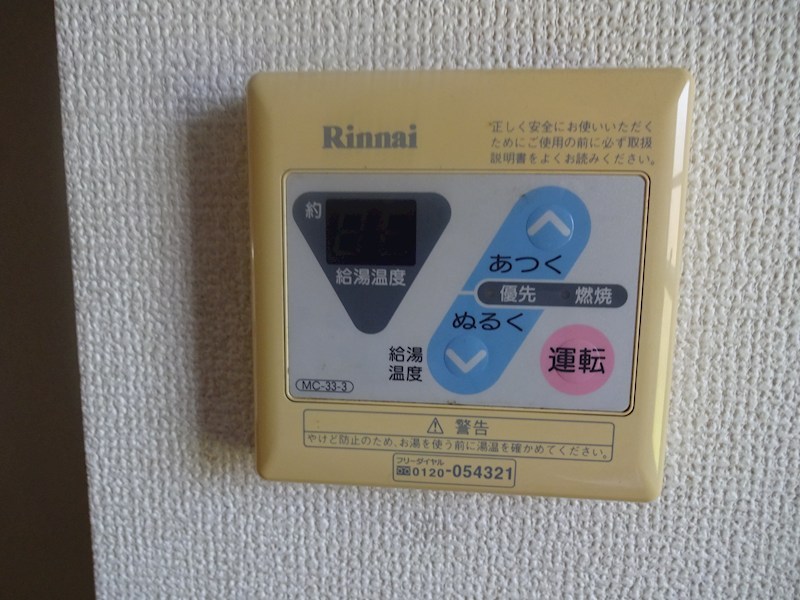 Rinnai
正しく安全にお使いいただく
ためにご使用の前に必ず取扱
説明書をよくお読みください。
約
給湯温度
あつく
優先 燃焼
ぬるく
給湯
温度
運転
MC-33-3
警告
やけど防止のため、お湯を使う前に湯温を確かめてください。
フリーダイヤル
0120-054321